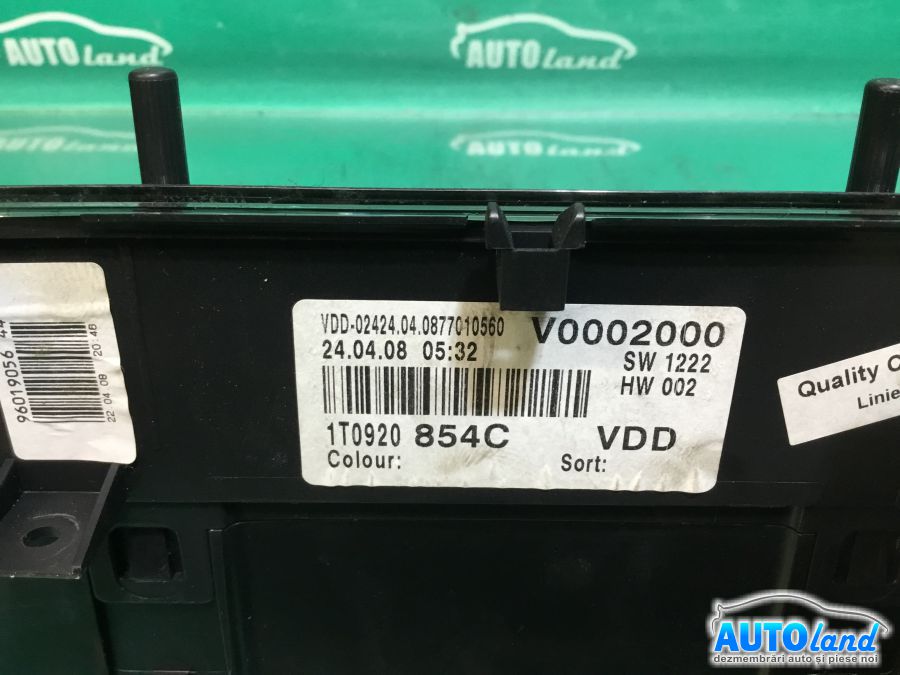 AUTOland
AUTOland
AUTOland
96019056 44
22 04 08 20 46
VDD-02424.04.0877010560
V0002000
24.04.08 05:32
SW 1222
HW 002
1T0920 854C VDD
Colour: Sort:
Quality C
Linie
AUTOland
dezmembrări auto și piese noi